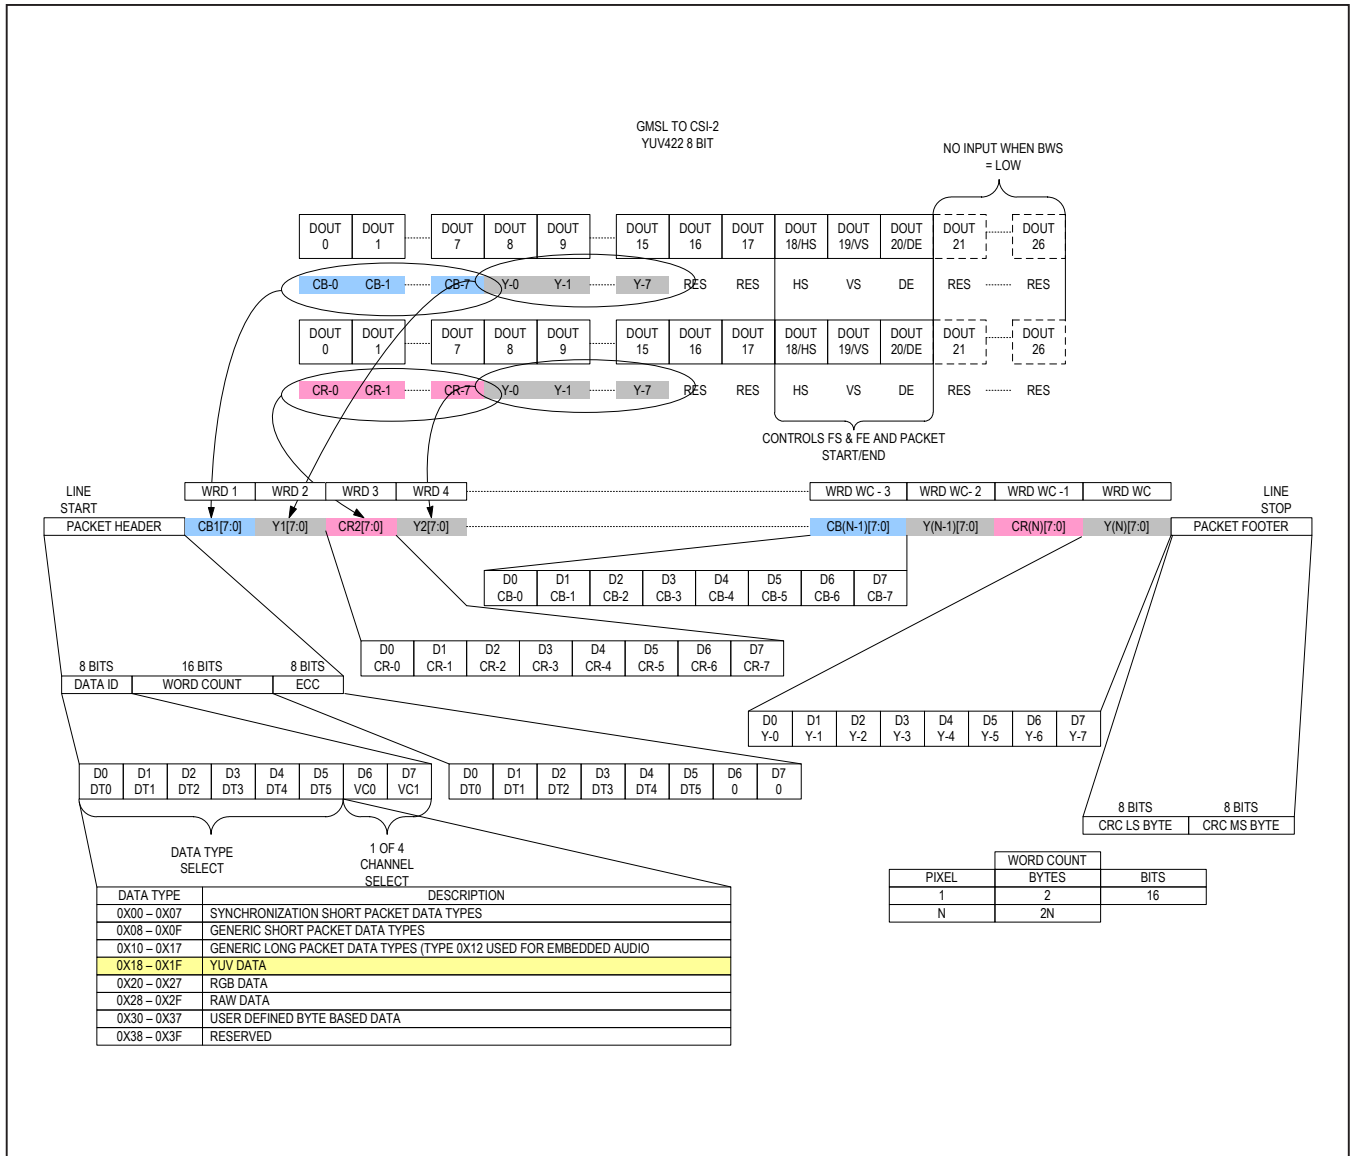 GMSL TO CSI-2
YUV422 8 BIT
NO INPUT WHEN BWS
= LOW
DOUT 0 DOUT 1 DOUT 7 DOUT 8 DOUT 9 DOUT 15 DOUT 16 DOUT 17 DOUT 18/HS DOUT 19/VS DOUT 20/DE DOUT 21 DOUT 26
CB-0 CB-1 CB-7 Y-0 Y-1 Y-7 RES RES HS VS DE RES RES
DOUT 0 DOUT 1 DOUT 7 DOUT 8 DOUT 9 DOUT 15 DOUT 16 DOUT 17 DOUT 18/HS DOUT 19/VS DOUT 20/DE DOUT 21 DOUT 26
CR-0 CR-1 CR-7 Y-0 Y-1 Y-7 RES RES HS VS DE RES RES
CONTROLS FS & FE AND PACKET
START/END
LINE
START
WRD 1 WRD 2 WRD 3 WRD 4 WRD WC - 3 WRD WC- 2 WRD WC -1 WRD WC
LINE
STOP
PACKET HEADER CB1[7:0] Y1[7:0] CR2[7:0] Y2[7:0] CB(N-1)[7:0] Y(N-1)[7:0] CR(N)[7:0] Y(N)[7:0] PACKET FOOTER
D0 D1 D2 D3 D4 D5 D6 D7
CB-0 CB-1 CB-2 CB-3 CB-4 CB-5 CB-6 CB-7
D0 D1 D2 D3 D4 D5 D6 D7
CR-0 CR-1 CR-2 CR-3 CR-4 CR-5 CR-6 CR-7
8 BITS 16 BITS 8 BITS
DATA ID WORD COUNT ECC
D0 D1 D2 D3 D4 D5 D6 D7
Y-0 Y-1 Y-2 Y-3 Y-4 Y-5 Y-6 Y-7
D0 D1 D2 D3 D4 D5 D6 D7
DT0 DT1 DT2 DT3 DT4 DT5 VC0 VC1
D0 D1 D2 D3 D4 D5 D6 D7
DT0 DT1 DT2 DT3 DT4 DT5 0 0
8 BITS 8 BITS
CRC LS BYTE CRC MS BYTE
DATA TYPE
SELECT
1 OF 4
CHANNEL
SELECT
WORD COUNT
PIXEL BYTES BITS
1 2 16
N 2N
DATA TYPE DESCRIPTION
0X00 – 0X07 SYNCHRONIZATION SHORT PACKET DATA TYPES
0X08 – 0X0F GENERIC SHORT PACKET DATA TYPES
0X10 – 0X17 GENERIC LONG PACKET DATA TYPES (TYPE 0X12 USED FOR EMBEDDED AUDIO
0X18 – 0X1F YUV DATA
0X20 – 0X27 RGB DATA
0X28 – 0X2F RAW DATA
0X30 – 0X37 USER DEFINED BYTE BASED DATA
0X38 – 0X3F RESERVED